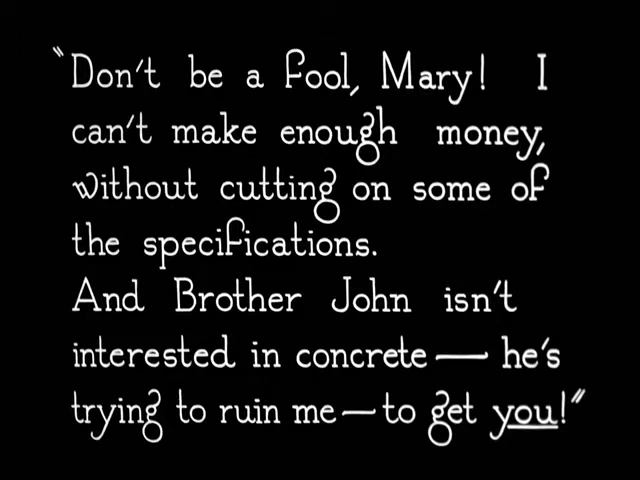 "Don't be a fool, Mary! I
can't make enough money,
without cutting on some of
the specifications.
And Brother John isn't
interested in concrete — he's
trying to ruin me — to get you!"